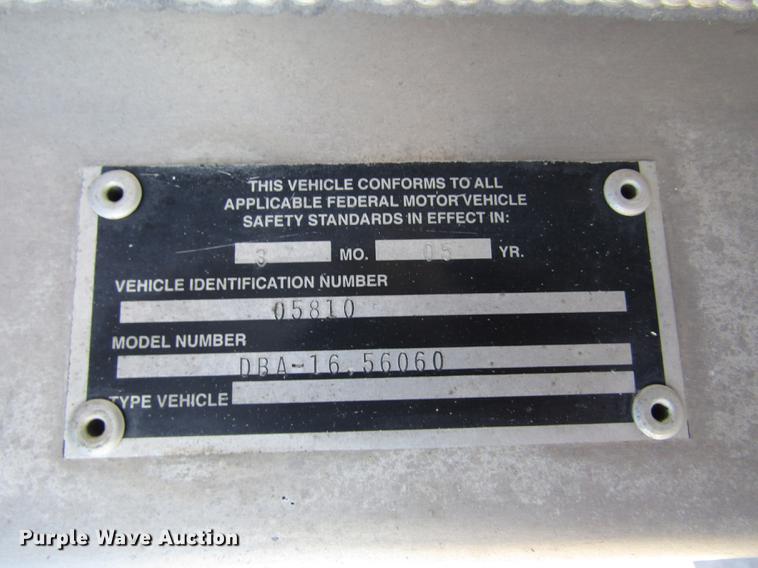 THIS VEHICLE CONFORMS TO ALL
APPLICABLE FEDERAL MOTOR VEHICLE
SAFETY STANDARDS IN EFFECT IN:
3 MO. 05 YR.
VEHICLE IDENTIFICATION NUMBER
05810
MODEL NUMBER
DBA-16.56060
TYPE VEHICLE
Purple Wave Auction